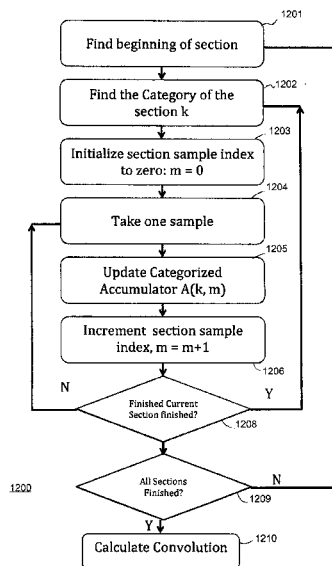 1201
Find beginning of section
1202
Find the Category of the
section k
1203
Initialize section sample index
to zero: m = 0
1204
Take one sample
1205
Update Categorized
Accumulator A(k, m)
Increment section sample
index, m = m+1
1206
N
Finished Current
Section finished?
Y
1208
1200
All Sections
Finished?
N
1209
Y
1210
Calculate Convolution